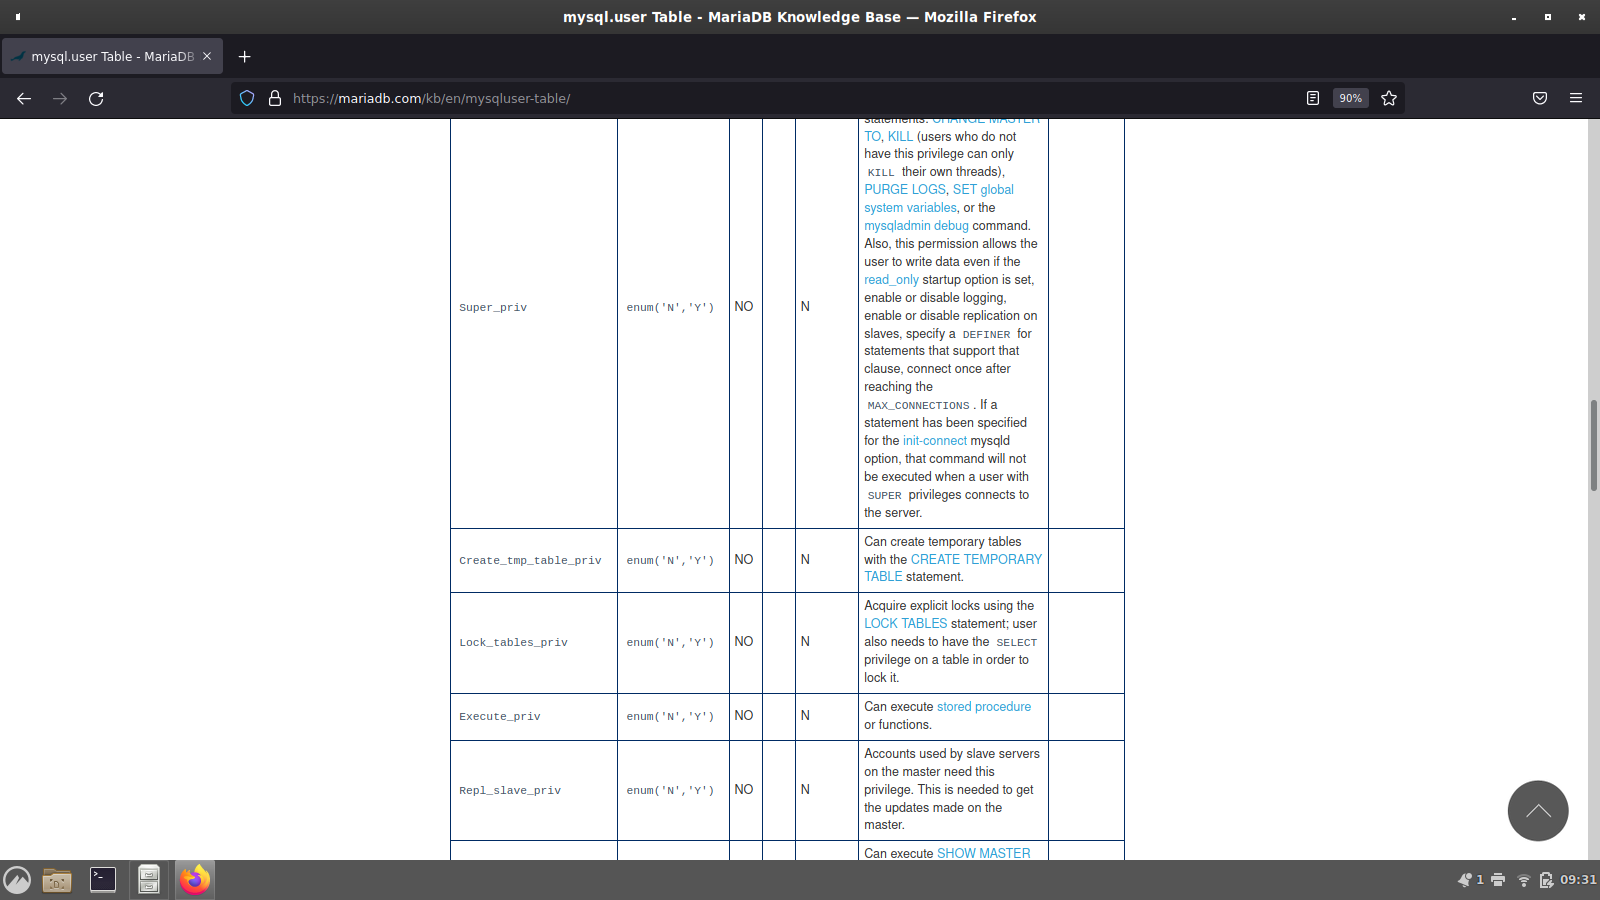 mysql.user Table - MariaDB Knowledge Base — Mozilla Firefox
mysql.user Table - MariaDB
https://mariadb.com/kb/en/mysqluser-table/
90%
statements: CHANGE MASTER
TO, KILL (users who do not
have this privilege can only
KILL their own threads),
PURGE LOGS, SET global
system variables, or the
mysqladmin debug command.
Also, this permission allows the
user to write data even if the
read_only startup option is set,
enable or disable logging,
Super_priv enum('N','Y') NO N
enable or disable replication on
slaves, specify a DEFINER for
statements that support that
clause, connect once after
reaching the
MAX_CONNECTIONS. If a
statement has been specified
for the init-connect mysqld
option, that command will not
be executed when a user with
SUPER privileges connects to
the server.
Create_tmp_table_priv enum('N','Y') NO N
Can create temporary tables
with the CREATE TEMPORARY
TABLE statement.
Lock_tables_priv enum('N','Y') NO N
Acquire explicit locks using the
LOCK TABLES statement; user
also needs to have the SELECT
privilege on a table in order to
lock it.
Execute_priv enum('N','Y') NO N
Can execute stored procedure
or functions.
Repl_slave_priv enum('N','Y') NO N
Accounts used by slave servers
on the master need this
privilege. This is needed to get
the updates made on the
master.
Can execute SHOW MASTER
1
09:31